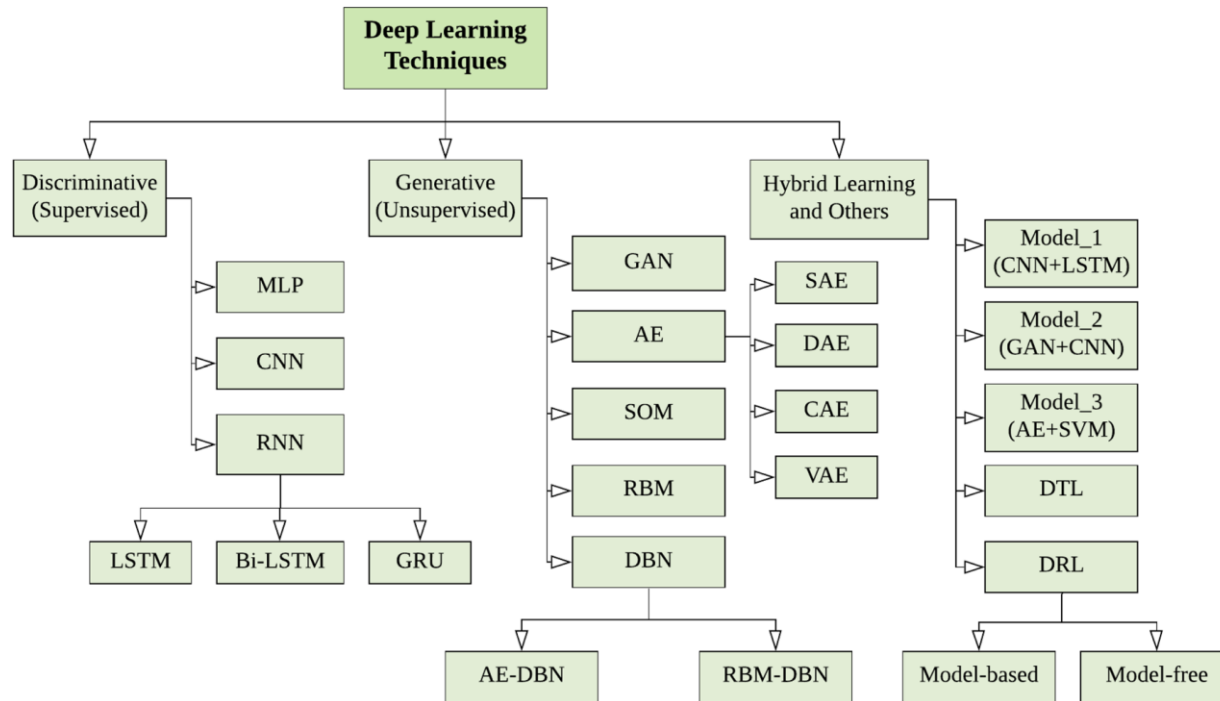 Deep Learning
Techniques
Discriminative
(Supervised)
Generative
(Unsupervised)
Hybrid Learning
and Others
MLP
CNN
RNN
LSTM
Bi-LSTM
GRU
GAN
AE
SOM
RBM
DBN
SAE
DAE
CAE
VAE
AE-DBN
RBM-DBN
Model_1
(CNN+LSTM)
Model_2
(GAN+CNN)
Model_3
(AE+SVM)
DTL
DRL
Model-based
Model-free